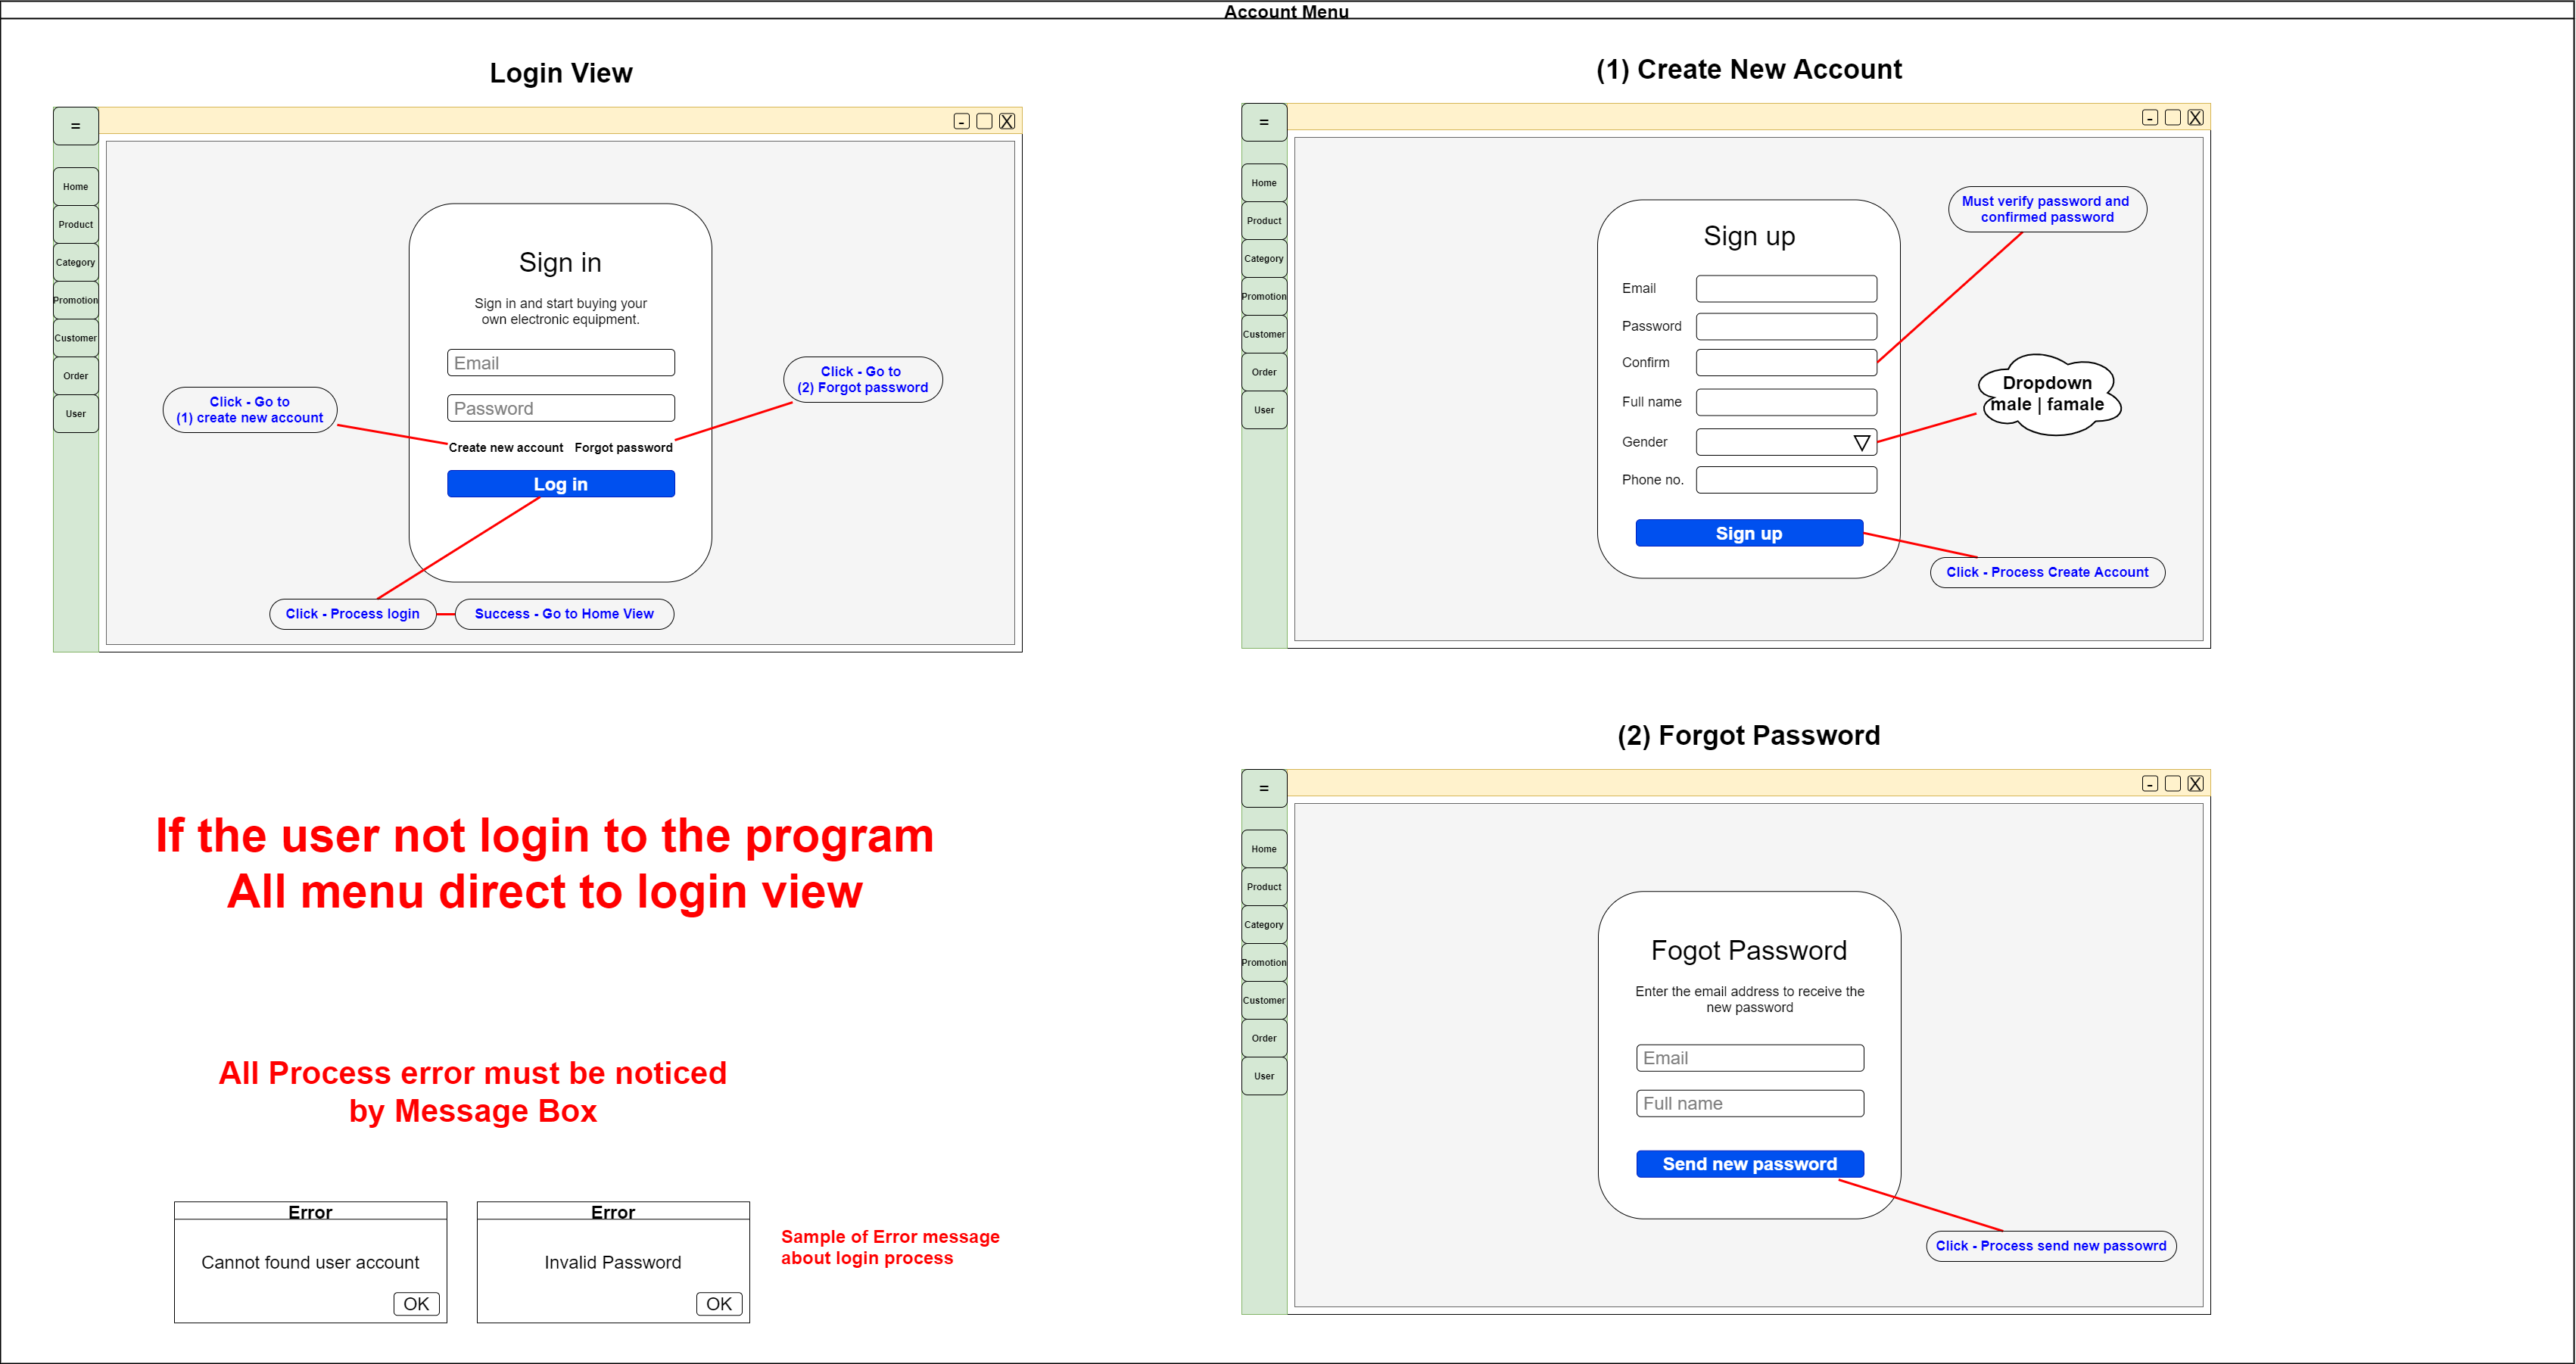 Account Menu
Login View
=
- X
Home
Product
Category
Promotion
Customer
Order
User
Sign in
Sign in and start buying your
own electronic equipment.
Email
Password
Create new account Forgot password
Log in
Click - Go to
(1) create new account
Click - Go to
(2) Forgot password
Click - Process login
Success - Go to Home View
(1) Create New Account
=
- X
Home
Product
Category
Promotion
Customer
Order
User
Sign up
Email
Password
Confirm
Full name
Gender
Phone no.
Sign up
Must verify password and
confirmed password
Dropdown
male | famale
Click - Process Create Account
If the user not login to the program
All menu direct to login view
All Process error must be noticed
by Message Box
Error
Cannot found user account
OK
Error
Invalid Password
OK
Sample of Error message
about login process
(2) Forgot Password
=
- X
Home
Product
Category
Promotion
Customer
Order
User
Fogot Password
Enter the email address to receive the
new password
Email
Full name
Send new password
Click - Process send new passowrd